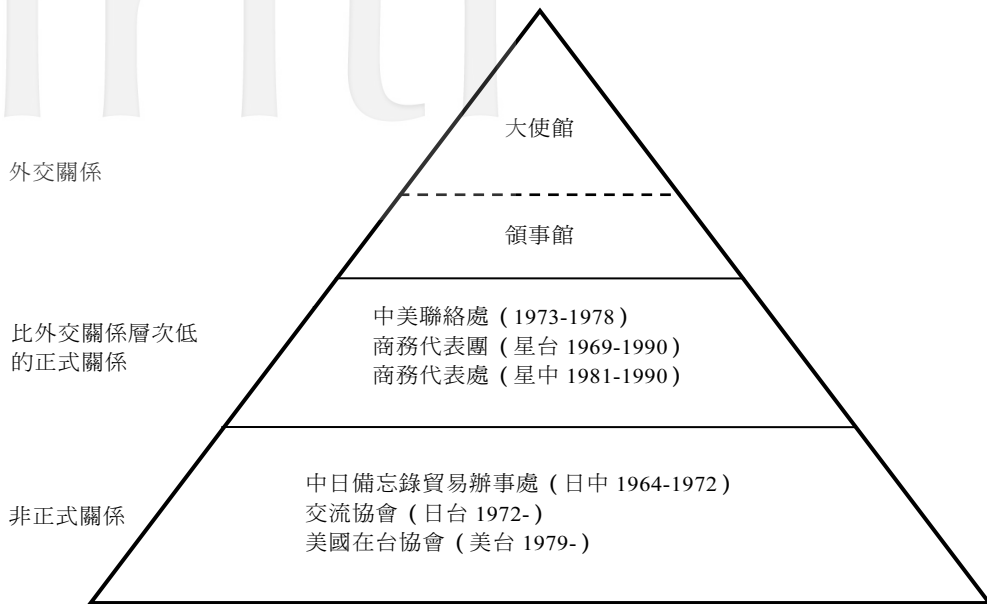 大使館
外交關係
領事館
比外交關係層次低
的正式關係
中美聯絡處 ( 1973-1978 )
商務代表團 ( 星台 1969-1990 )
商務代表處 ( 星中 1981-1990 )
非正式關係
中日備忘錄貿易辦事處 ( 日中 1964-1972 )
交流協會 ( 日台 1972- )
美國在台協會 ( 美台 1979- )